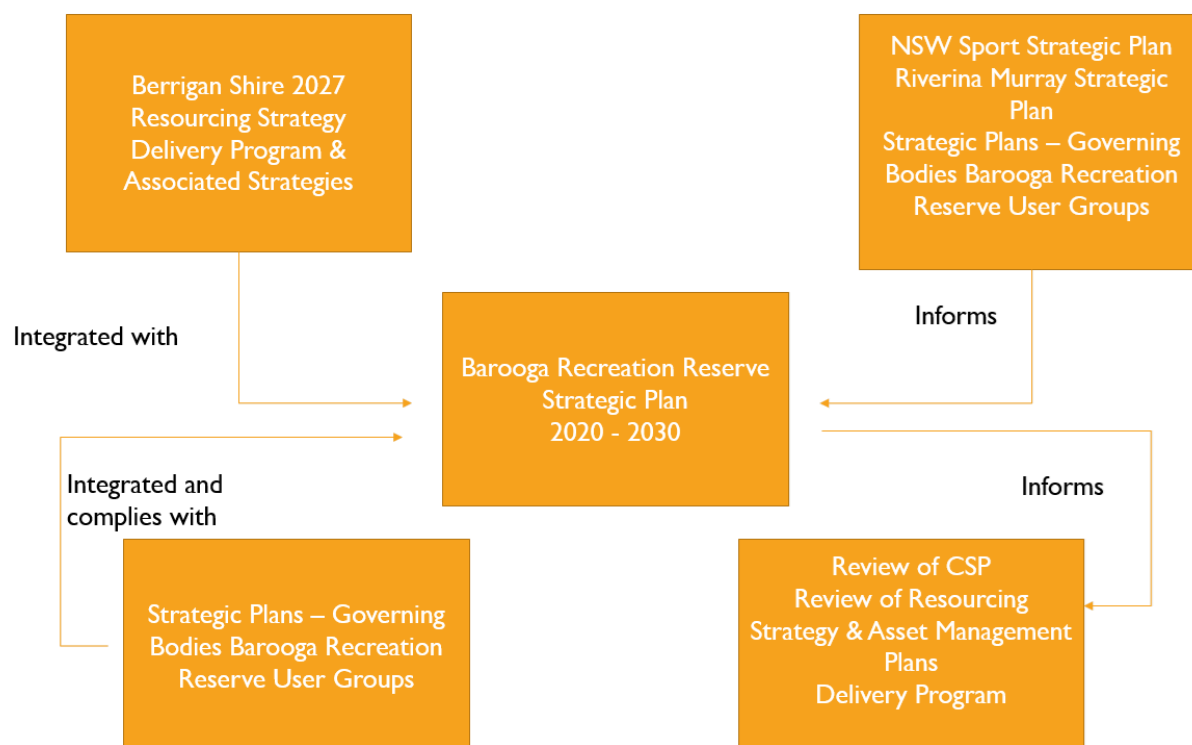 Berrigan Shire 2027
Resourcing Strategy
Delivery Program &
Associated Strategies
NSW Sport Strategic Plan
Riverina Murray Strategic
Plan
Strategic Plans – Governing
Bodies Barooga Recreation
Reserve User Groups
Integrated with
Informs
Barooga Recreation Reserve
Strategic Plan
2020 - 2030
Integrated and
complies with
Informs
Strategic Plans – Governing
Bodies Barooga Recreation
Reserve User Groups
Review of CSP
Review of Resourcing
Strategy & Asset Management
Plans
Delivery Program